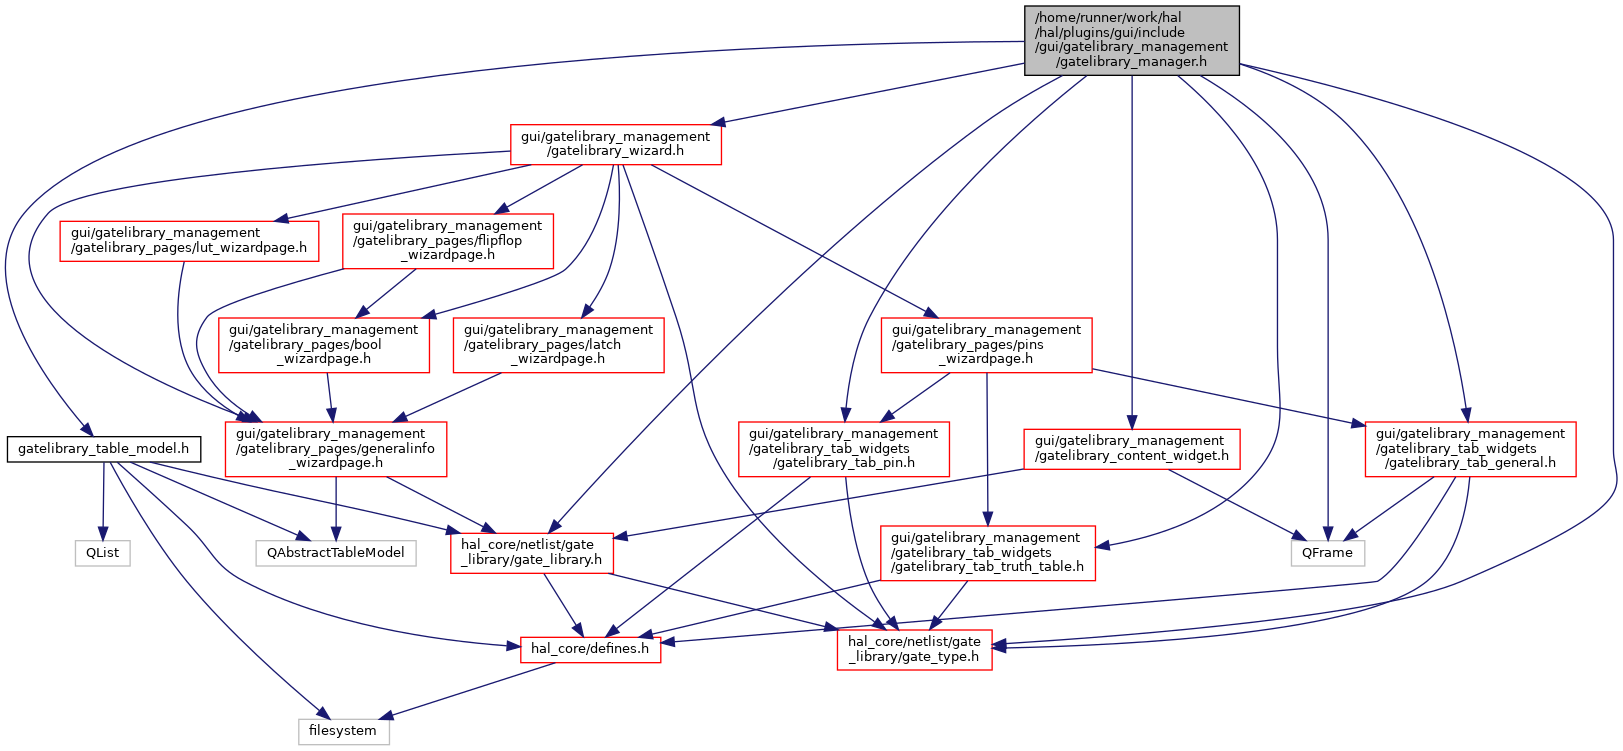 /home/runner/work/hal
/hal/plugins/gui/include
/gui/gatelibrary_management
/gatelibrary_manager.h
gui/gatelibrary_management
/gatelibrary_wizard.h
gui/gatelibrary_management
/gatelibrary_pages/lut_wizardpage.h
gui/gatelibrary_management
/gatelibrary_pages/flipflop
_wizardpage.h
gui/gatelibrary_management
/gatelibrary_pages/bool
_wizardpage.h
gui/gatelibrary_management
/gatelibrary_pages/latch
_wizardpage.h
gui/gatelibrary_management
/gatelibrary_pages/pins
_wizardpage.h
gatelibrary_table_model.h
gui/gatelibrary_management
/gatelibrary_pages/generalinfo
_wizardpage.h
gui/gatelibrary_management
/gatelibrary_tab_widgets
/gatelibrary_tab_pin.h
gui/gatelibrary_management
/gatelibrary_content_widget.h
gui/gatelibrary_management
/gatelibrary_tab_widgets
/gatelibrary_tab_general.h
QList
QAbstractTableModel
hal_core/netlist/gate
_library/gate_library.h
gui/gatelibrary_management
/gatelibrary_tab_widgets
/gatelibrary_tab_truth_table.h
QFrame
hal_core/defines.h
hal_core/netlist/gate
_library/gate_type.h
filesystem